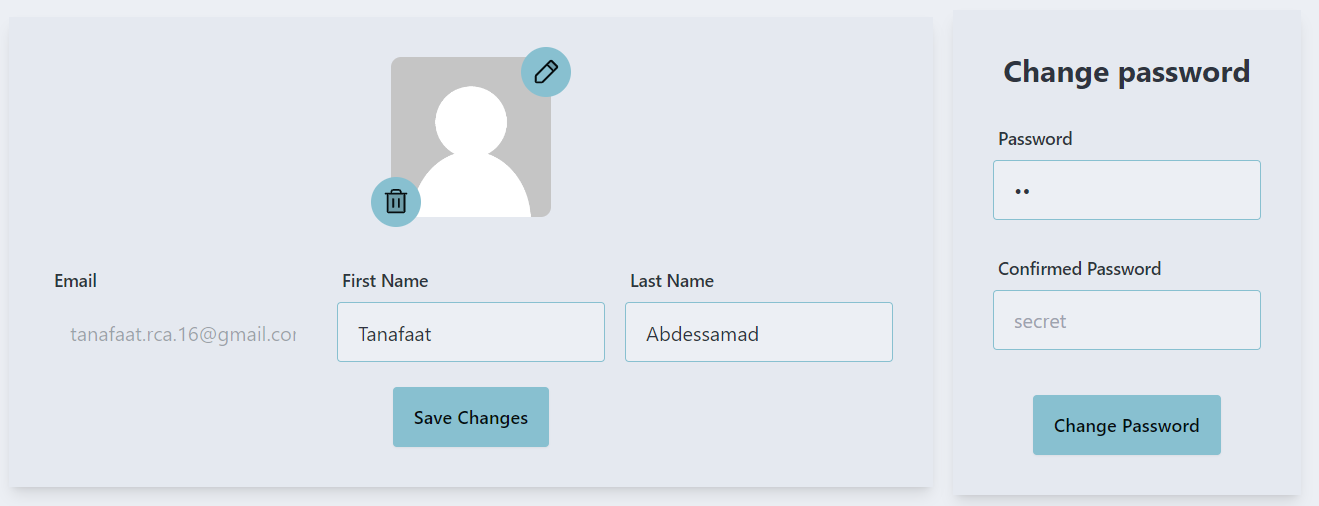 Change password
Password
••
Email
First Name
Last Name
Confirmed Password
tanafaat.rca.16@gmail.co
Tanafaat
Abdessamad
secret
Save Changes
Change Password